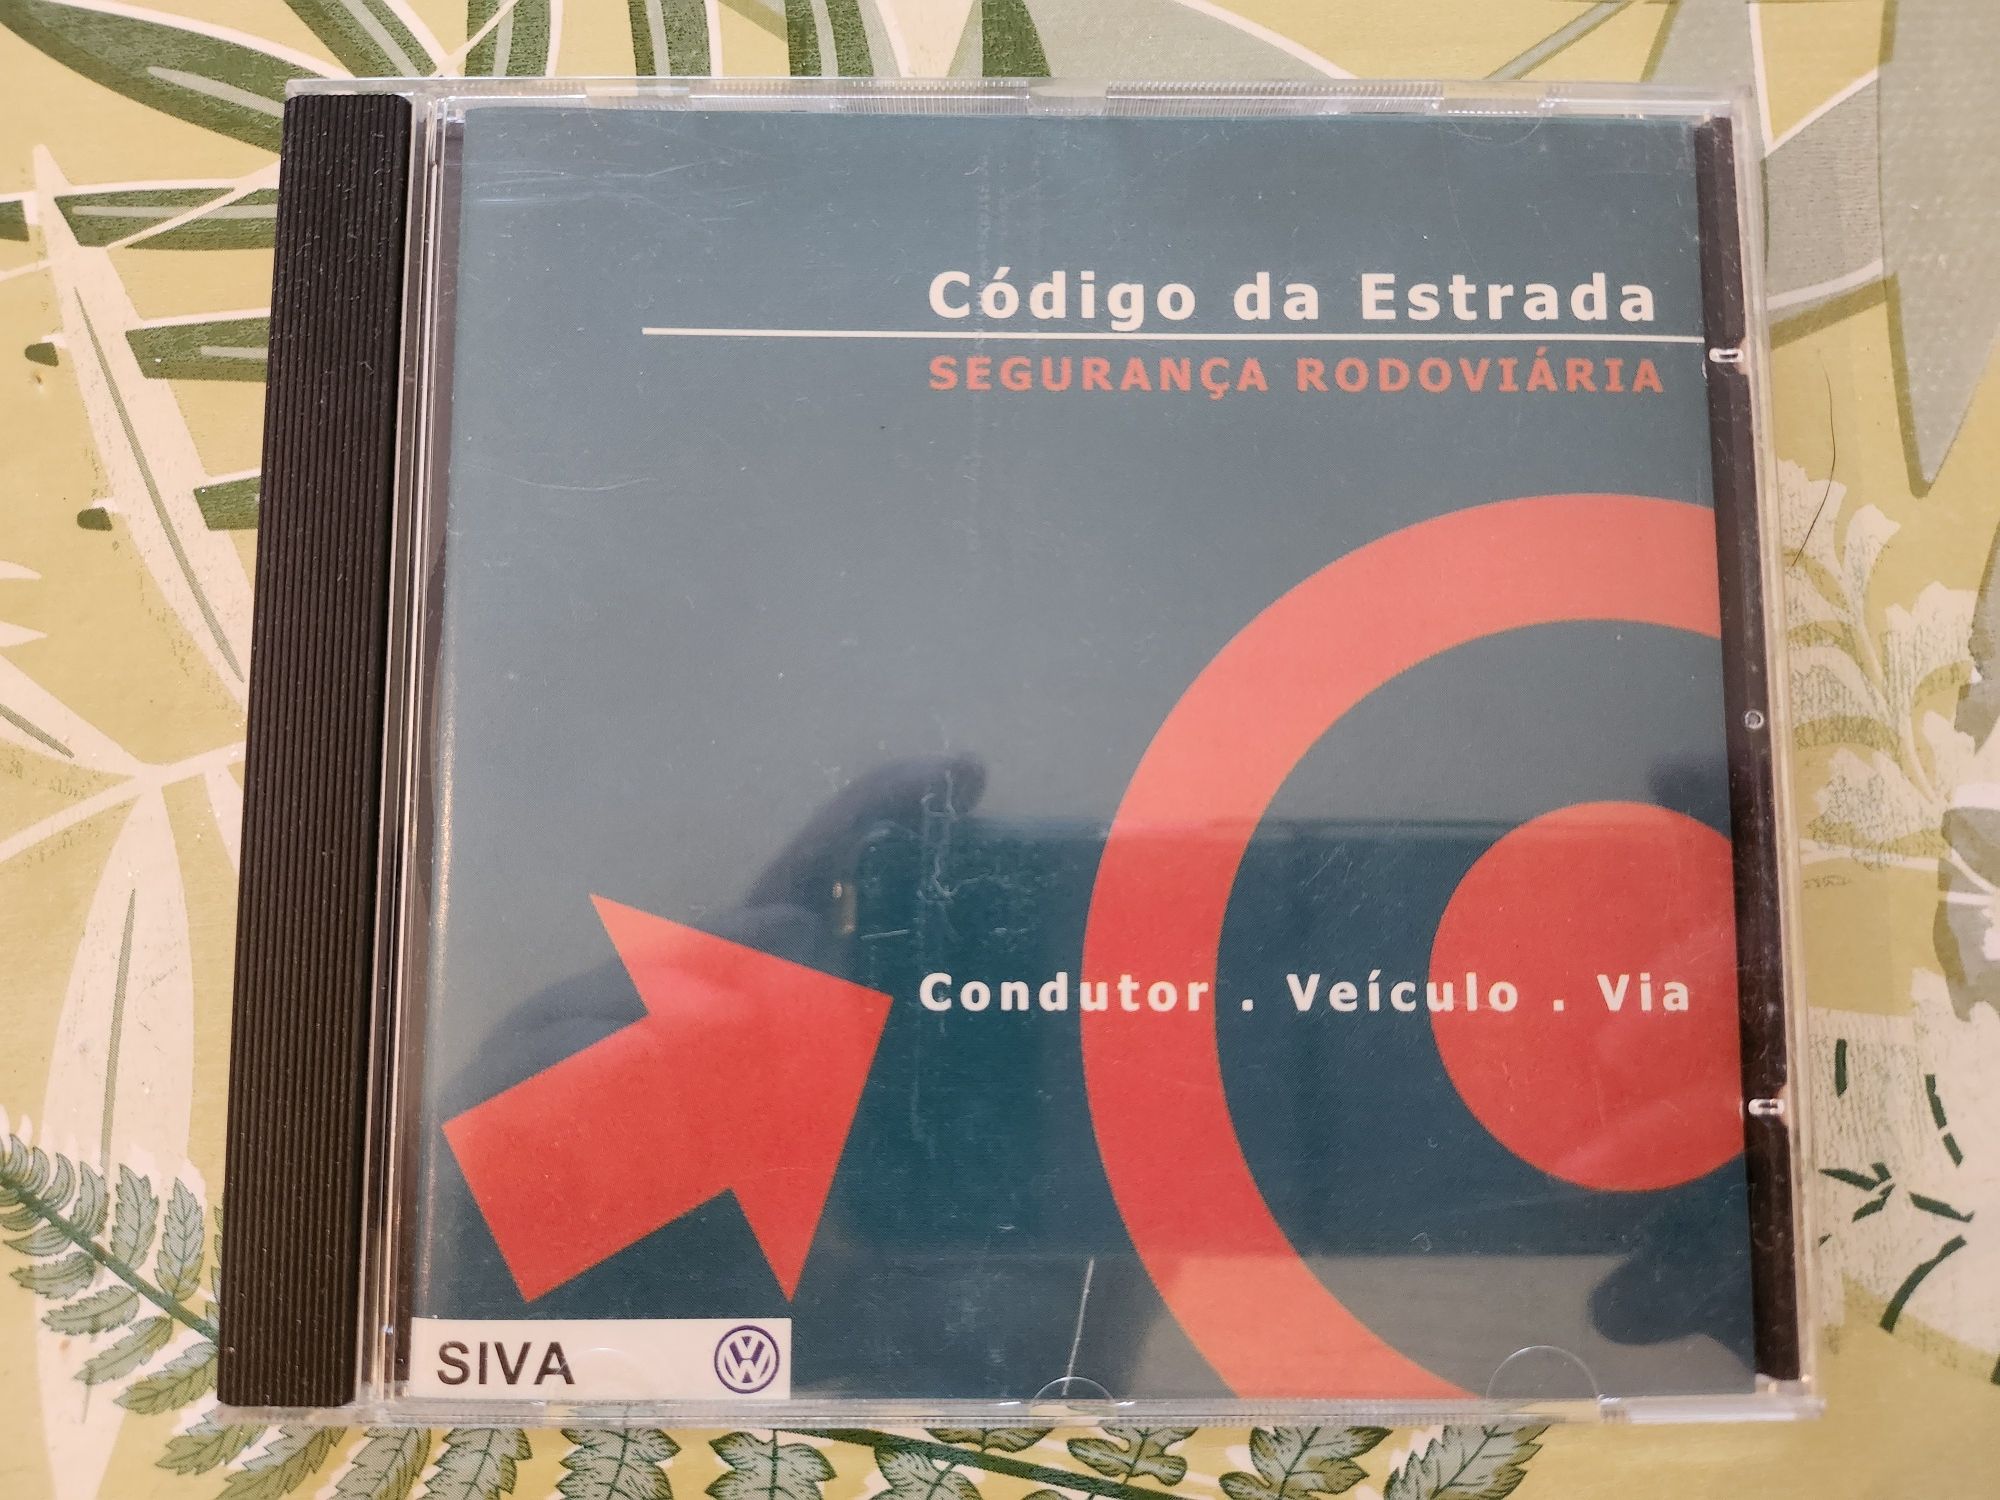 Código da Estrada
SEGURANÇA RODOVIÁRIA
Condutor . Veículo . Via
SIVA